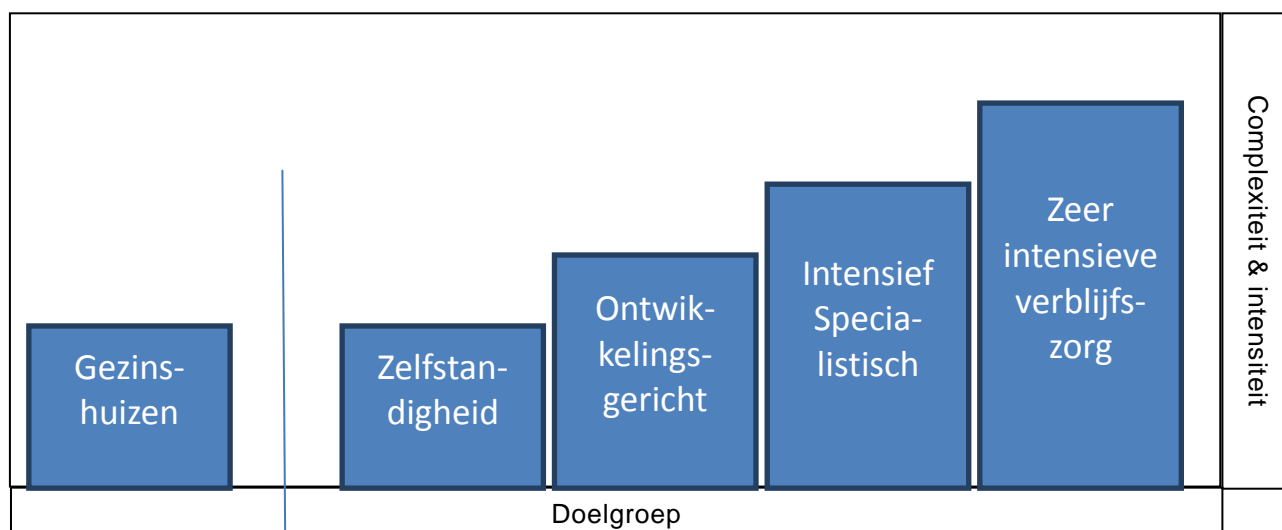 Gezins-
huizen
Zelfstan-
digheid
Ontwik-
kelings-
gericht
Intensief
Specia-
listisch
Zeer
intensieve
verblijfs-
zorg
Complexiteit & intensiteit
Doelgroep